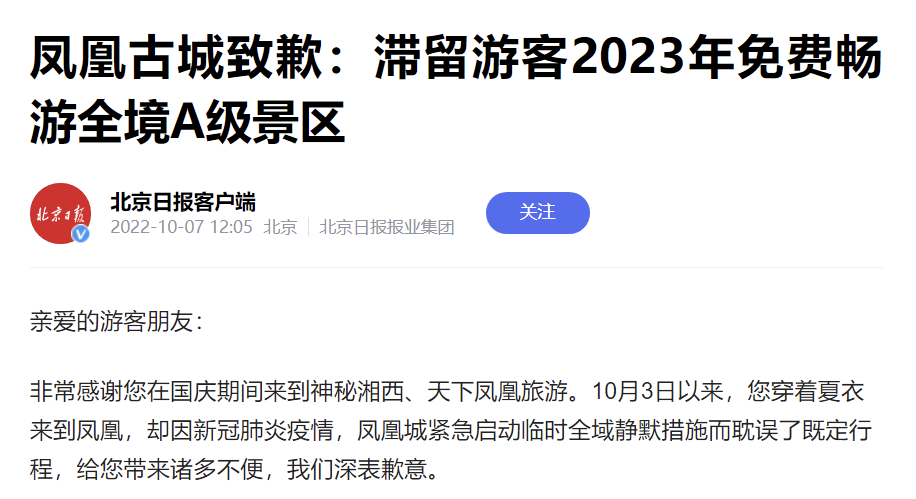 凤凰古城致歉：滞留游客2023年免费畅
游全境A级景区
北京日报
北京日报客户端
2022-10-07 12:05 北京 | 北京日报报业集团
关注
亲爱的游客朋友：
非常感谢您在国庆期间来到神秘湘西、天下凤凰旅游。10月3日以来，您穿着夏衣
来到凤凰，却因新冠肺炎疫情，凤凰城紧急启动临时全域静默措施而耽误了既定行
程，给您带来诸多不便，我们深表歉意。